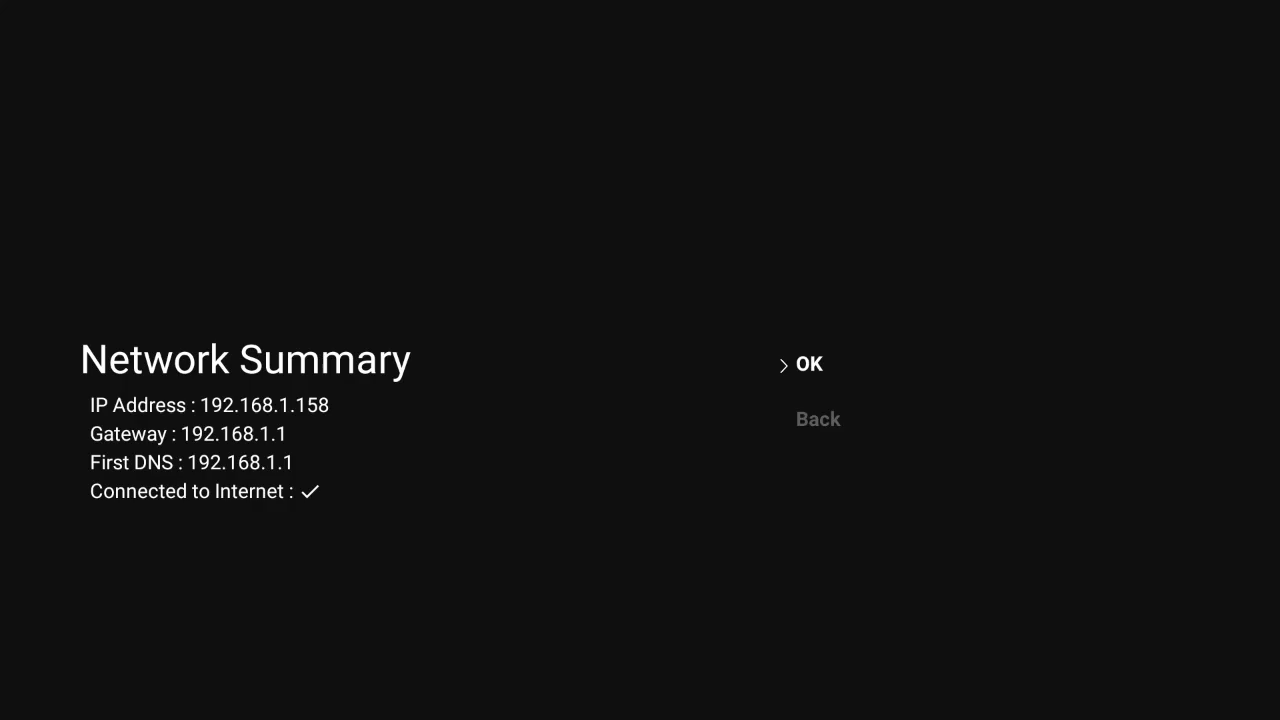 Network Summary
IP Address : 192.168.1.158
Gateway : 192.168.1.1
First DNS : 192.168.1.1
Connected to Internet : ✓
OK
Back